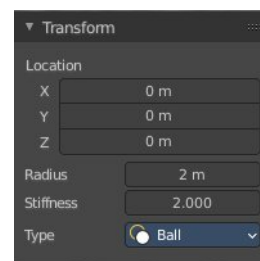 Transform
Location
X 0 m
Y 0 m
Z 0 m
Radius 2 m
Stiffness 2.000
Type Ball